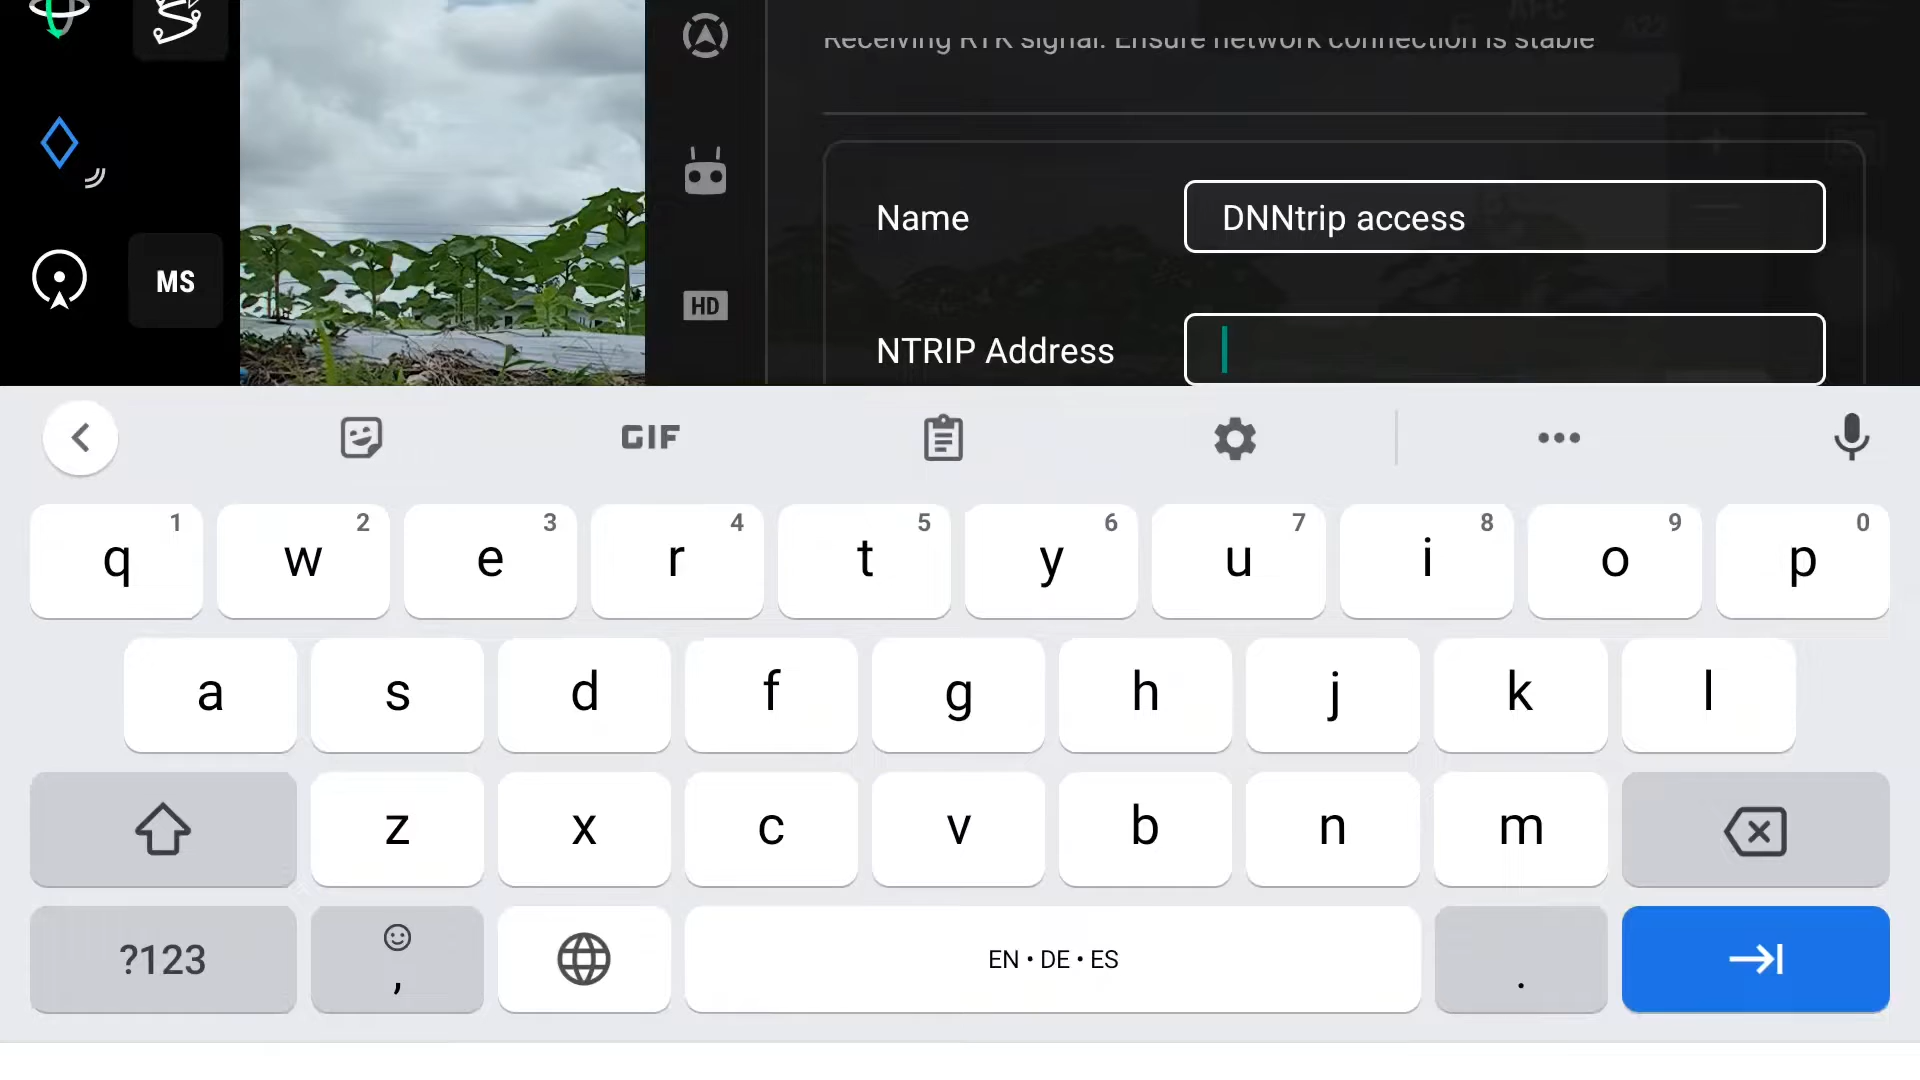 Receiving RTK signal. Ensure network connection is stable
Name
DNNtrip access
MS
HD
NTRIP Address
GIF
q 1 w 2 e 3 r 4 t 5 y 6 u 7 i 8 o 9 p 0
a s d f g h j k l
z x c v b n m
?123 , EN • DE • ES .